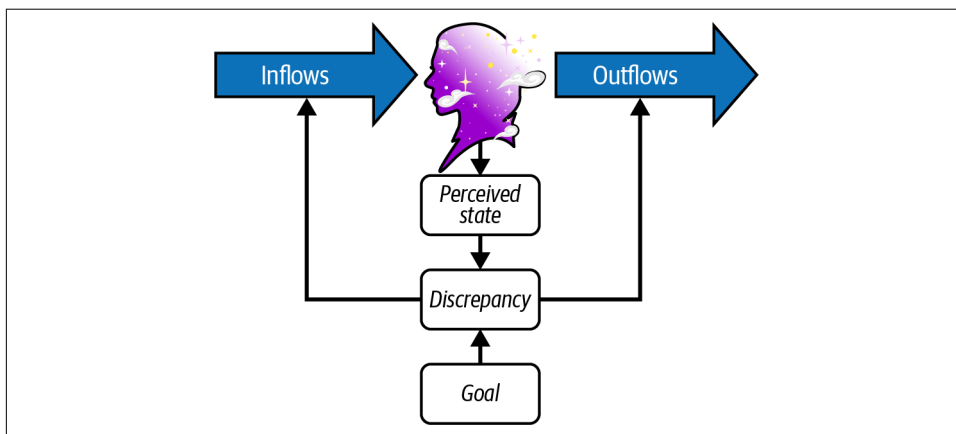 Inflows
Outflows
Perceived
state
Discrepancy
Goal